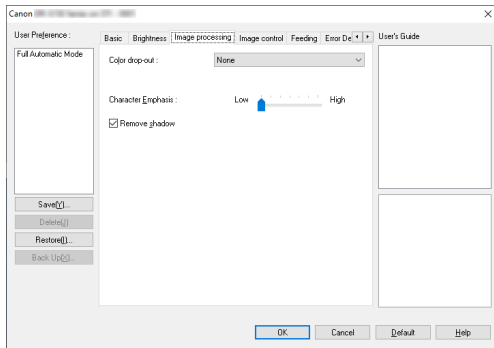 Canon
User Preference :
Full Automatic Mode
Save(Y)...
Delete(J)
Restore(I)...
Back Up(X)...
Basic Brightness Image processing Image control Feeding Error De
Color drop-out : None
Character Emphasis : Low High
Remove shadow
User's Guide
OK Cancel Default Help